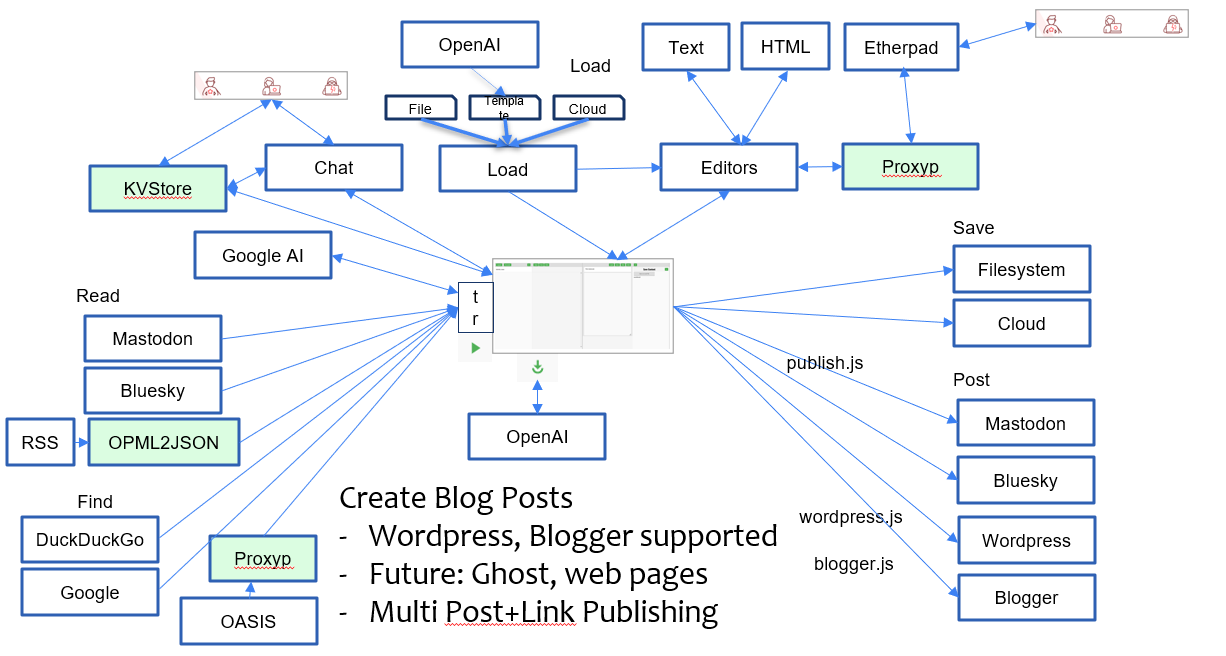 OpenAI
Load
Text
HTML
Etherpad
File
Templa
te
Cloud
Load
Editors
Proxyp
Chat
KVStore
Google AI
Read
Mastodon
Bluesky
RSS
OPML2JSON
Find
DuckDuckGo
Google
Proxyp
OASIS
t
r
OpenAI
Save
Filesystem
Cloud
publish.js
Post
Mastodon
Bluesky
wordpress.js
Wordpress
blogger.js
Blogger
Create Blog Posts
- Wordpress, Blogger supported
- Future: Ghost, web pages
- Multi Post+Link Publishing